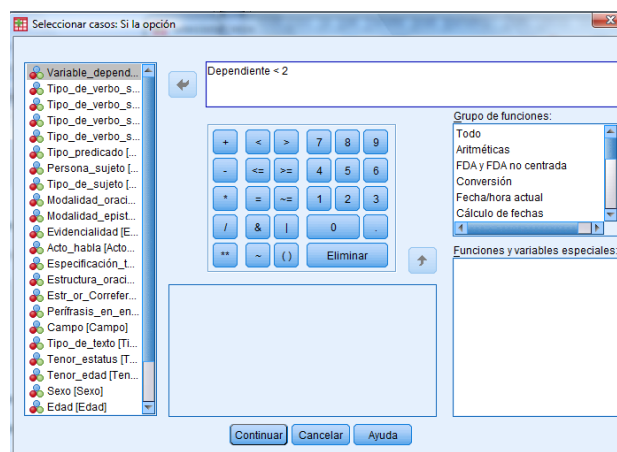 Seleccionar casos: Si la opción
Variable_depend...
Tipo_de_verbo_s...
Tipo_de_verbo_s...
Tipo_de_verbo_s...
Tipo_de_verbo_s...
Tipo_predicado [...
Persona_sujeto [...
Tipo_de_sujeto [...
Modalidad_oraci...
Modalidad_epist...
Evidencialidad [E...
Acto_habla [Acto...
Especificación_t...
Estructura_oraci...
Estr_or_Correfer...
Perífrasis_en_en...
Campo [Campo]
Tipo_de_texto [Ti...
Tenor_estatus [T...
Tenor_edad [Ten...
Sexo [Sexo]
Edad [Edad]
Dependiente < 2
+ < > 7 8 9
- <= >= 4 5 6
* = ~= 1 2 3
/ & | 0 .
** ~ ( ) Eliminar
Grupo de funciones:
Todo
Aritméticas
FDA y FDA no centrada
Conversión
Fecha/hora actual
Cálculo de fechas
Funciones y variables especiales:
Continuar Cancelar Ayuda